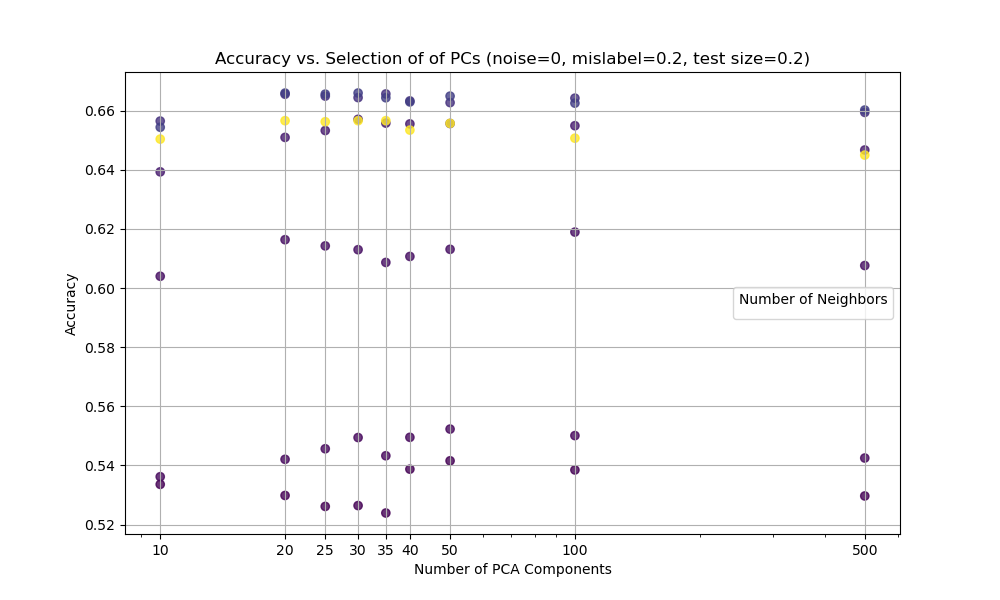 Accuracy vs. Selection of of PCs (noise=0, mislabel=0.2, test size=0.2)
Accuracy
0.66
0.64
0.62
0.60
0.58
0.56
0.54
0.52
Number of Neighbors
10 20 25 30 35 40 50 100 500
Number of PCA Components